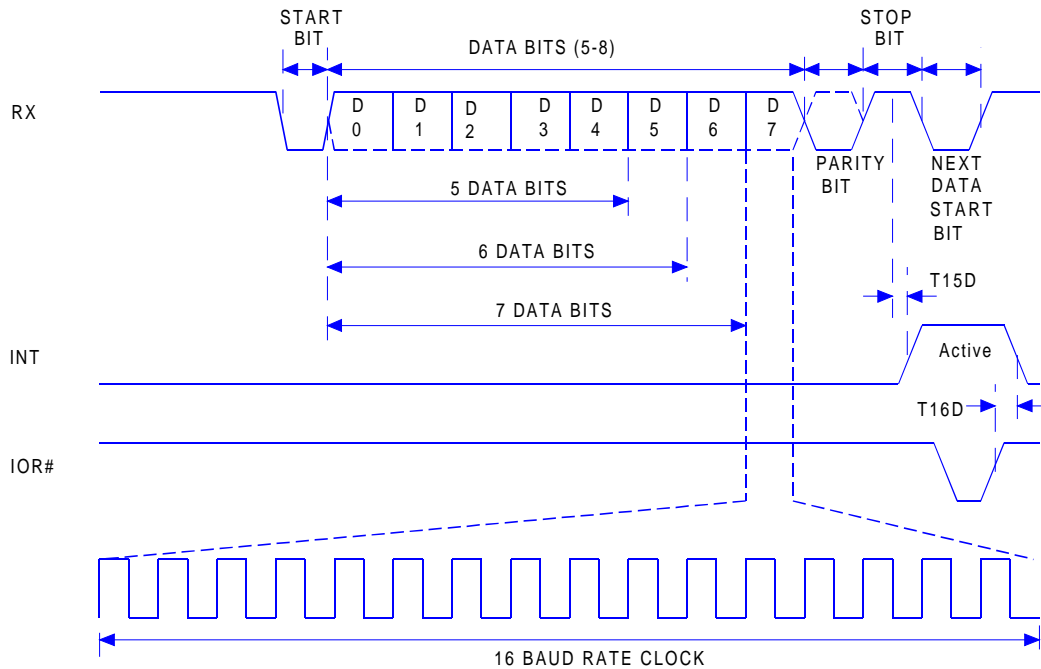 START
BIT
DATA BITS (5-8)
STOP
BIT
RX
D
0
D
1
D
2
D
3
D
4
D
5
D
6
D
7
PARITY
BIT
NEXT
DATA
START
BIT
5 DATA BITS
6 DATA BITS
7 DATA BITS
T15D
INT
Active
T16D
IOR#
16 BAUD RATE CLOCK